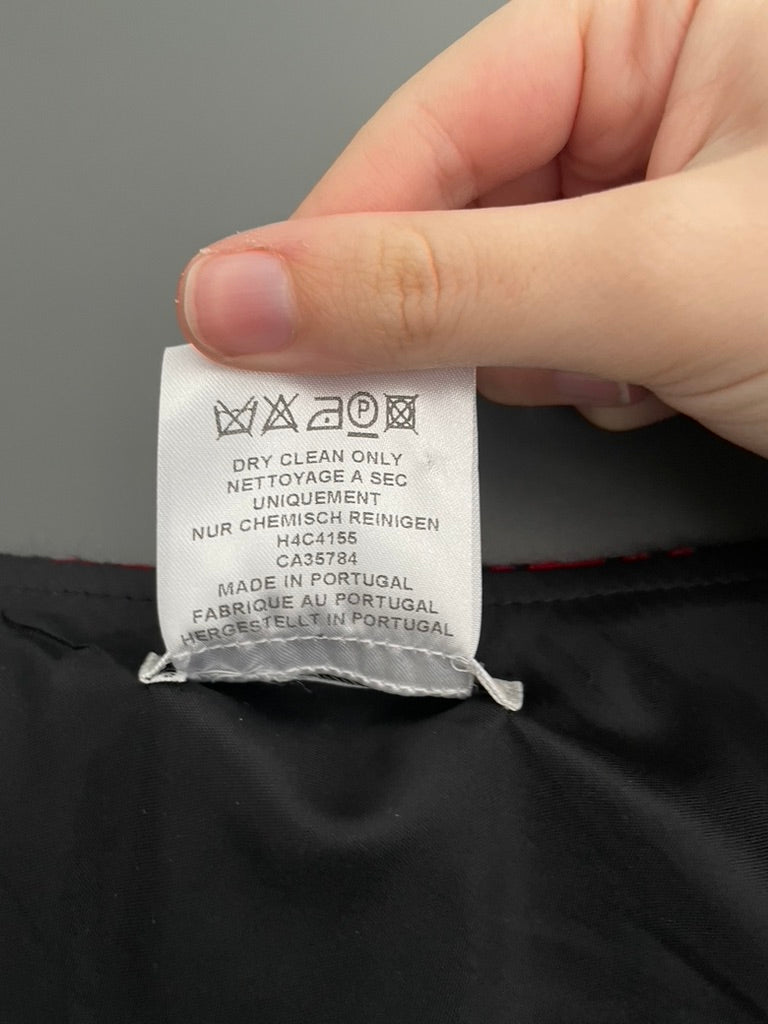 P
DRY CLEAN ONLY
NETTOYAGE A SEC
UNIQUEMENT
NUR CHEMISCH REINIGEN
H4C4155
CA35784
MADE IN PORTUGAL
FABRIQUE AU PORTUGAL
HERGESTELLT IN PORTUGAL